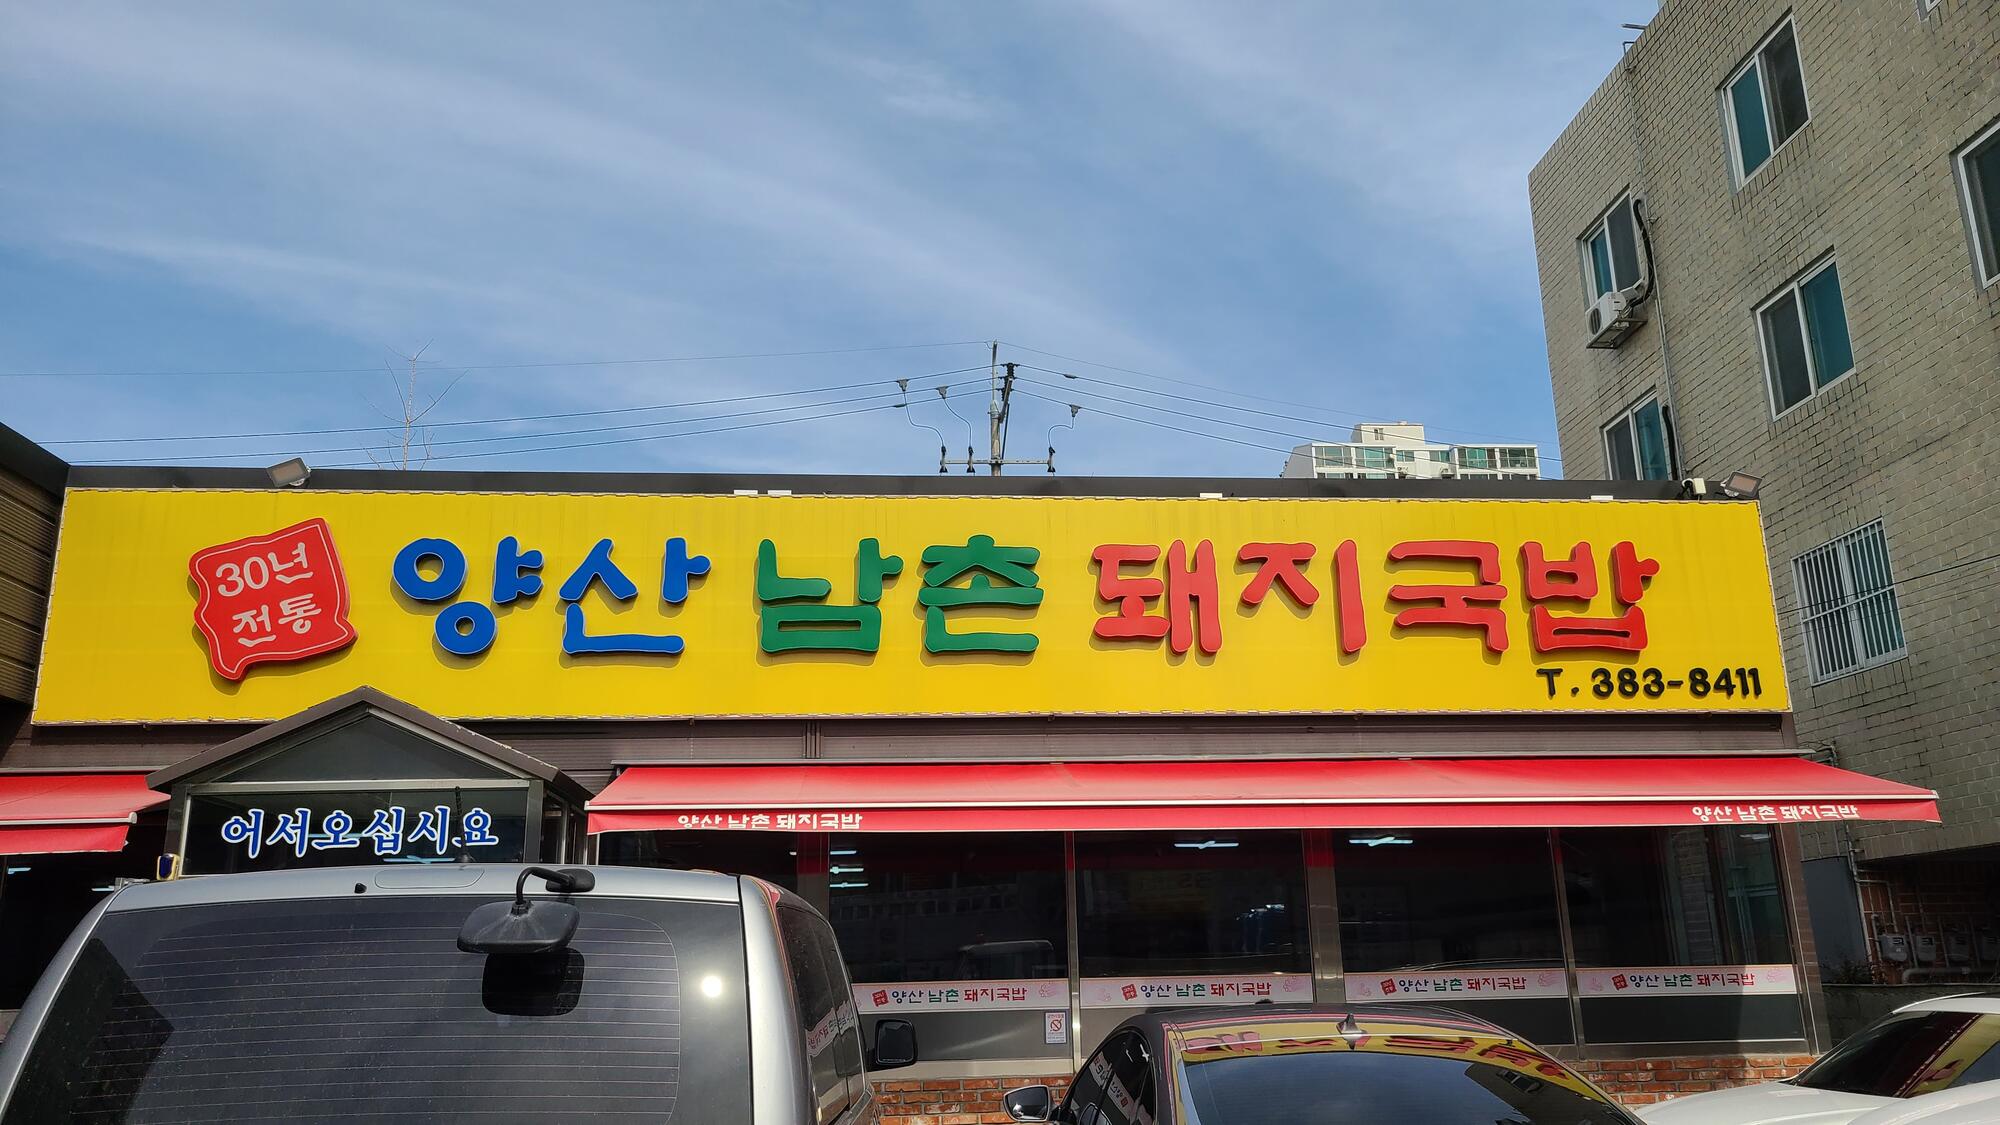 30년
전통
양산 남촌 돼지국밥
T. 383-8411
어서오십시요
양산 남촌 돼지국밥
양산 남촌 돼지국밥
양산 남촌 돼지국밥
양산 남촌 돼지국밥
양산 남촌 돼지국밥
양산 남촌 돼지국밥